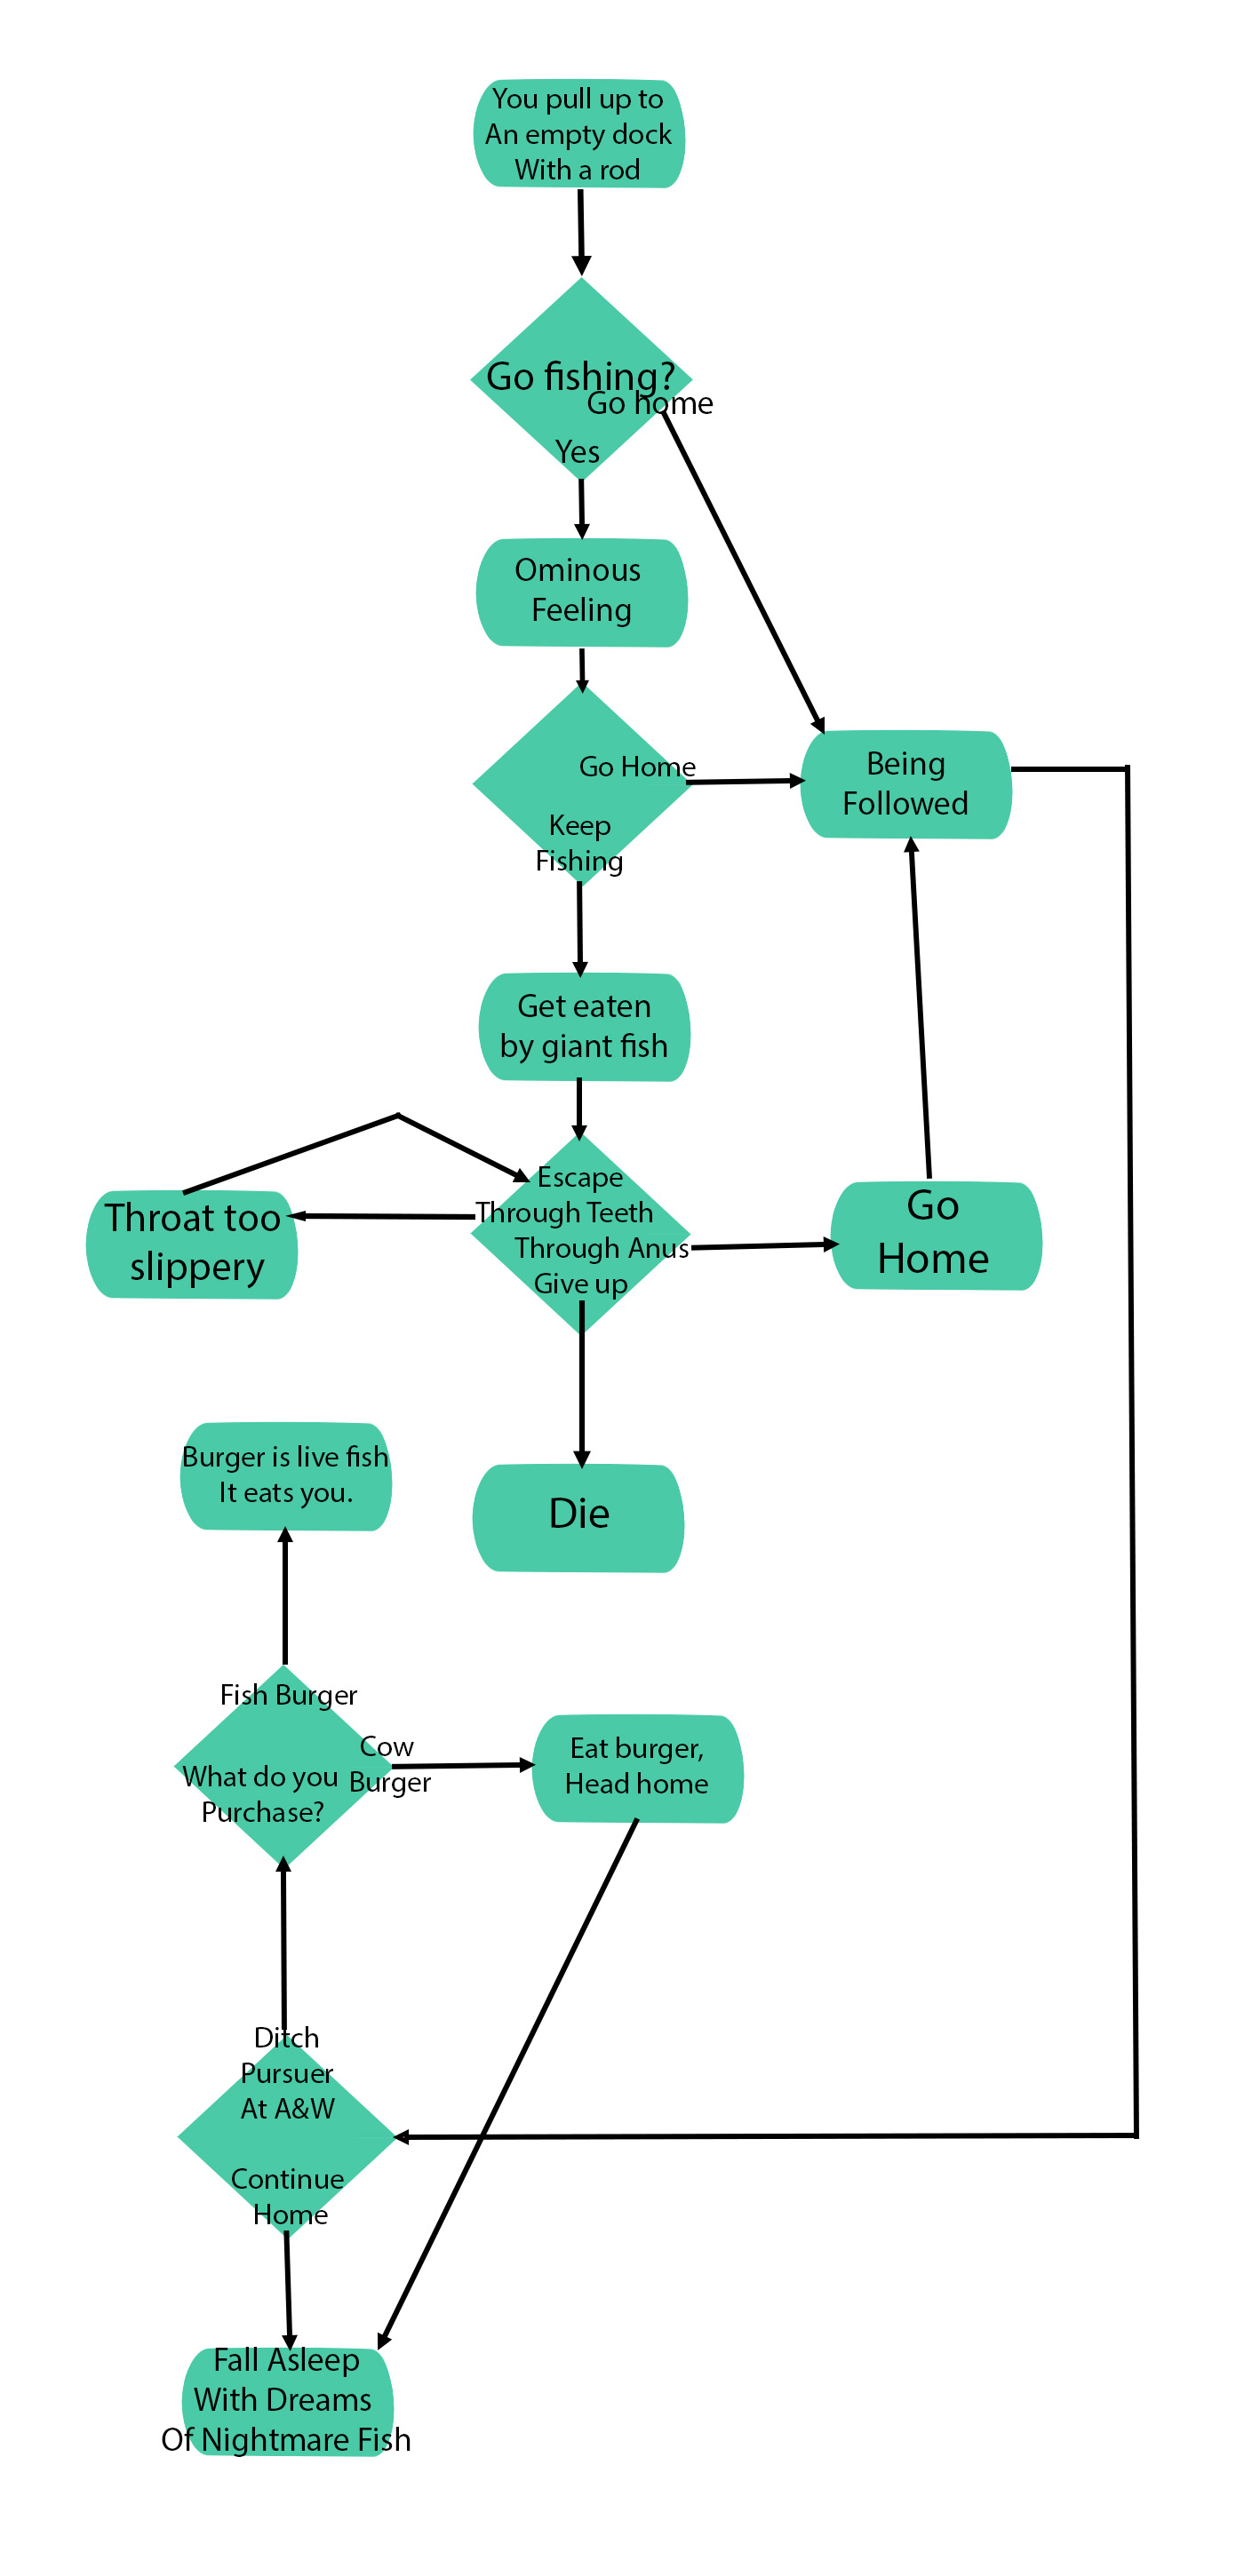 You pull up to
An empty dock
With a rod
Go fishing?
Go home
Yes
Ominous
Feeling
Go Home
Keep
Fishing
Being
Followed
Get eaten
by giant fish
Escape
Through Teeth
Through Anus
Give up
Throat too
slippery
Go
Home
Burger is live fish
It eats you.
Die
Fish Burger
Cow
Burger
What do you
Purchase?
Eat burger,
Head home
Ditch
Pursuer
At A&W
Continue
Home
Fall Asleep
With Dreams
Of Nightmare Fish